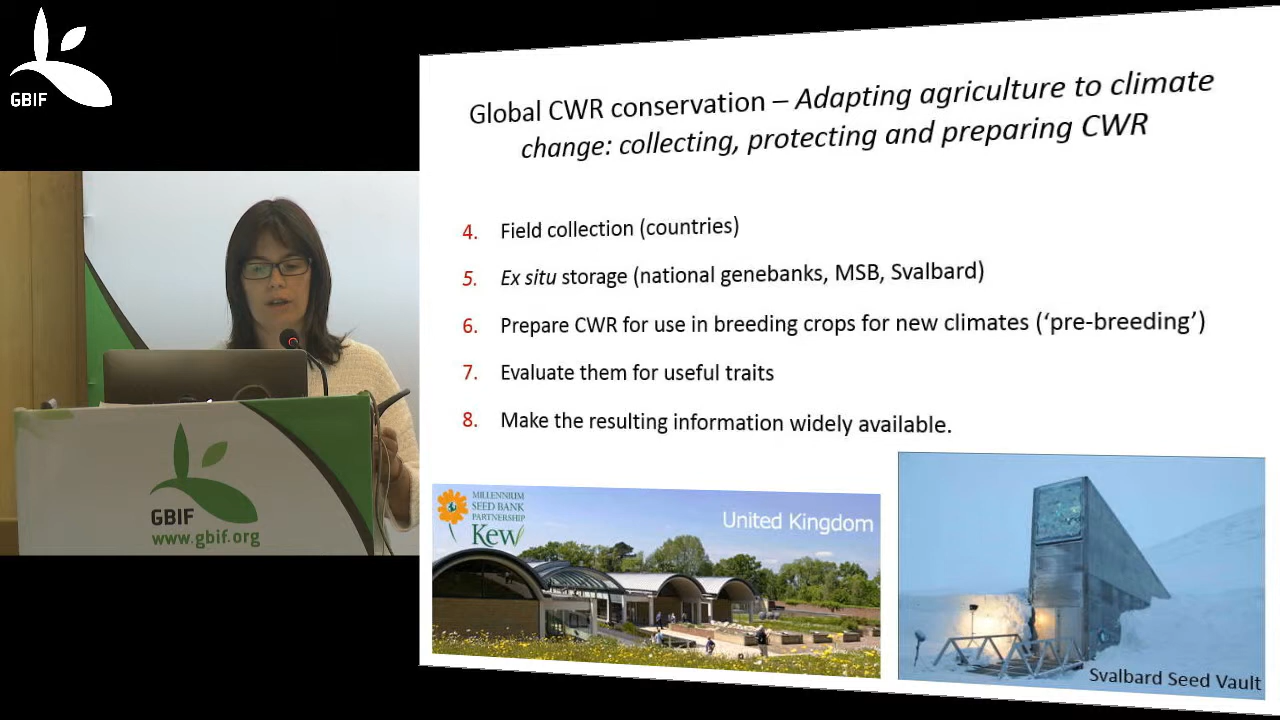 GBIF
Global CWR conservation – Adapting agriculture to climate
change: collecting, protecting and preparing CWR
4. Field collection (countries)
5. Ex situ storage (national genebanks, MSB, Svalbard)
6. Prepare CWR for use in breeding crops for new climates (‘pre-breeding’)
7. Evaluate them for useful traits
8. Make the resulting information widely available.
MILLENNIUM
SEED BANK
PARTNERSHIP
Kew
United Kingdom
Svalbard Seed Vault
GBIF
www.gbif.org